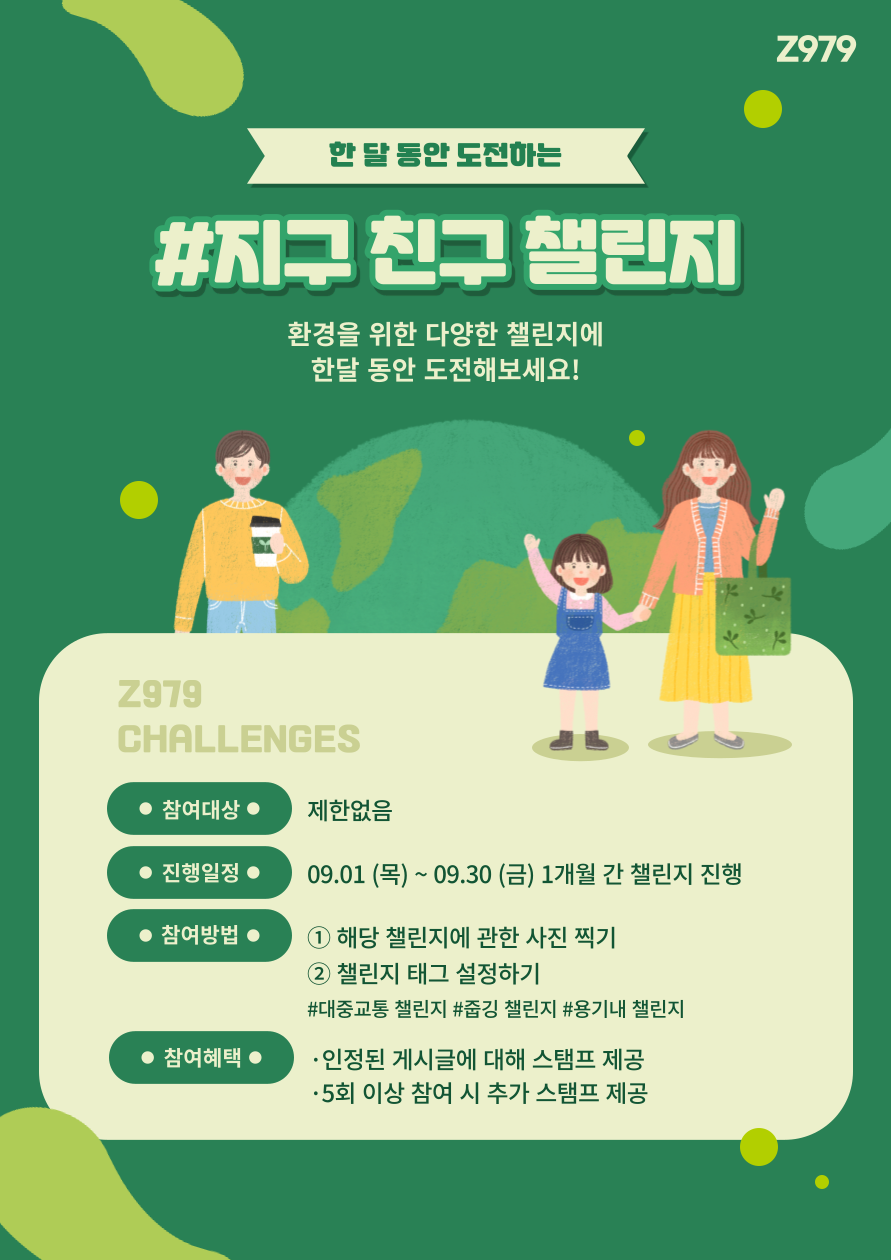 Z979
한 달 동안 도전하는
#지구 친구 챌린지
환경을 위한 다양한 챌린지에
한달 동안 도전해보세요!
Z979
CHALLENGES
● 참여대상 ● 제한없음
● 진행일정 ● 09.01 (목) ~ 09.30 (금) 1개월 간 챌린지 진행
● 참여방법 ● ① 해당 챌린지에 관한 사진 찍기
② 챌린지 태그 설정하기
#대중교통 챌린지 #줍깅 챌린지 #용기내 챌린지
● 참여혜택 ● ·인정된 게시글에 대해 스탬프 제공
·5회 이상 참여 시 추가 스탬프 제공